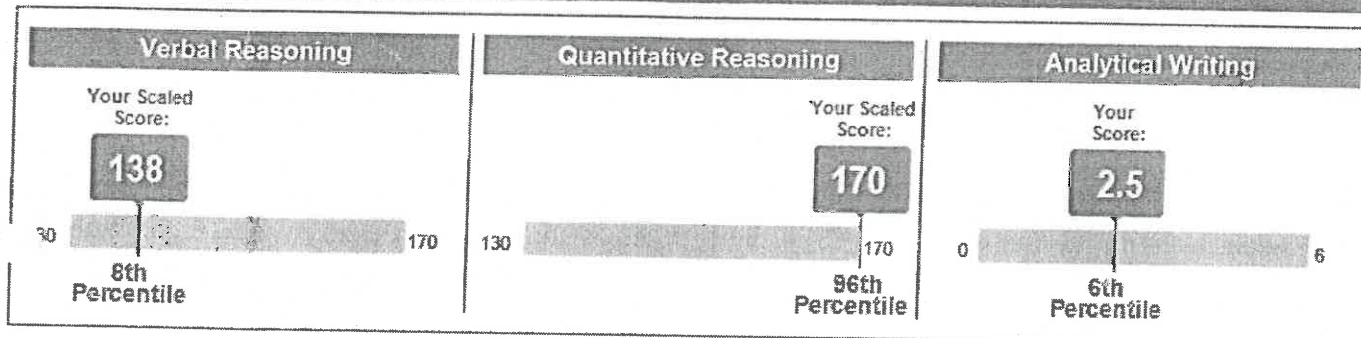 Verbal Reasoning
Your Scaled
Score:
138
170
8th
Percentile
Quantitative Reasoning
Your Scaled
Score:
170
130
170
96th
Percentile
Analytical Writing
Your
Score:
2.5
0
6
6th
Percentile